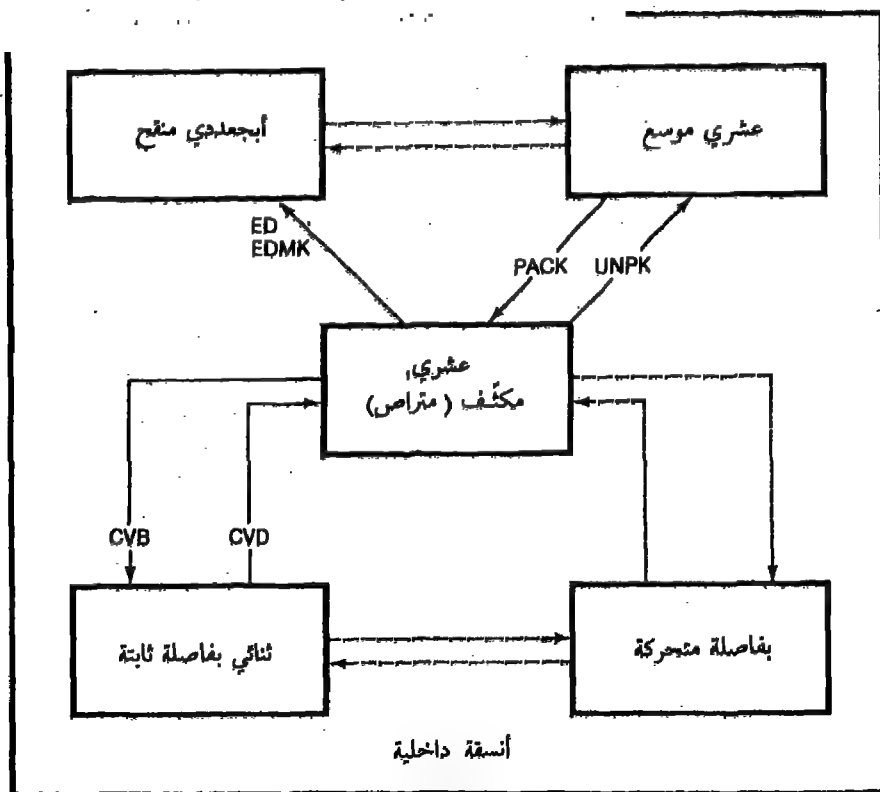 أبجعددي منقح
عشري موسع
ED
EDMK
PACK UNPK
عشري،
مكثّف (متراص)
CVB CVD
ثنائي بفاصلة ثابتة
بفاصلة متحركة
أنسقة داخلية